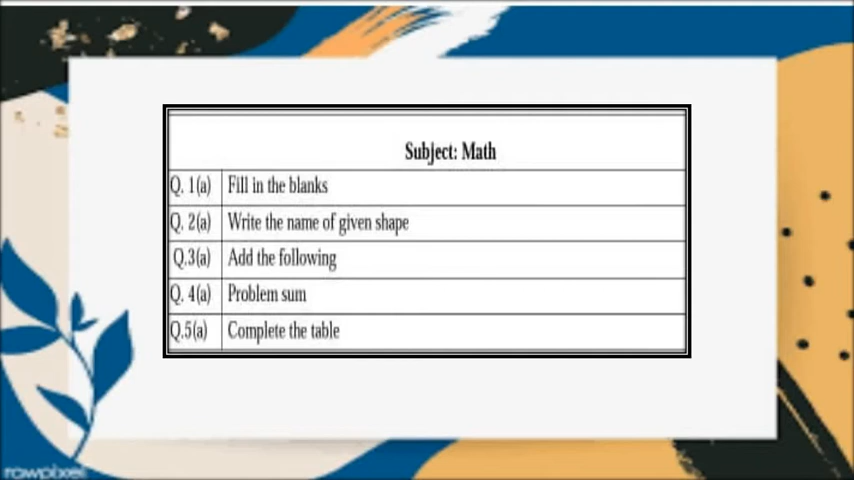 Subject: Math
Q. 1(a) Fill in the blanks
Q. 2(a) Write the name of given shape
Q.3(a) Add the following
Q. 4(a) Problem sum
Q.5(a) Complete the table
rawpixel